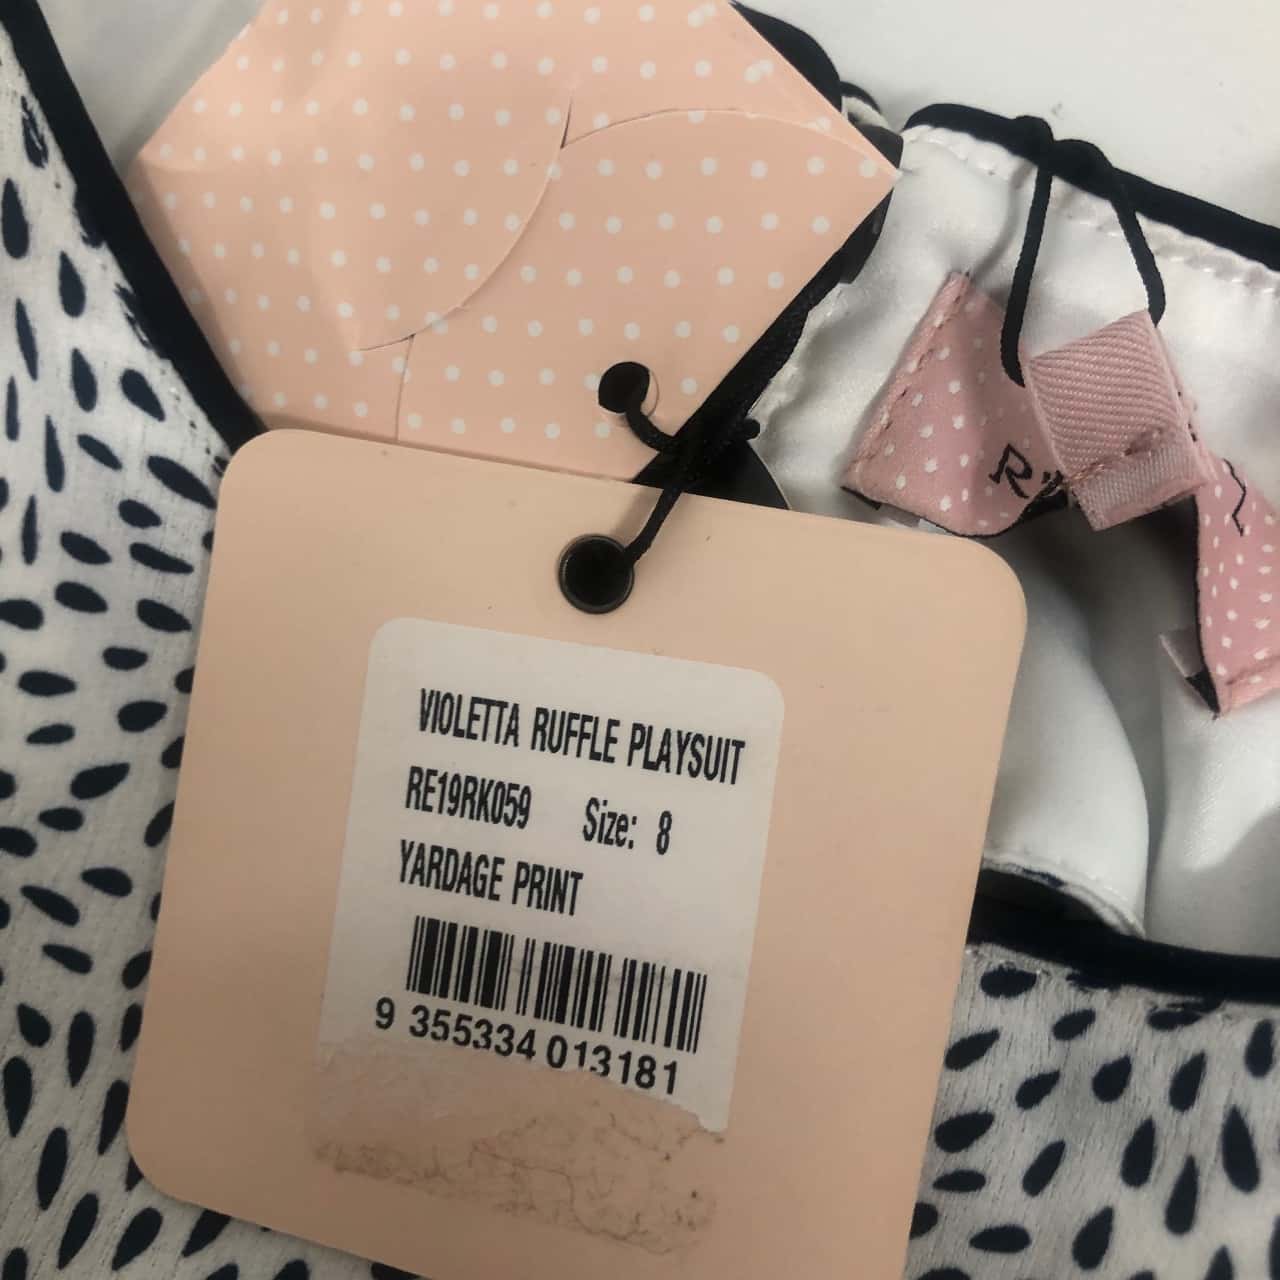 VIOLETTA RUFFLE PLAYSUIT
RE19RK059 Size: 8
YARDAGE PRINT
9 355334 013181